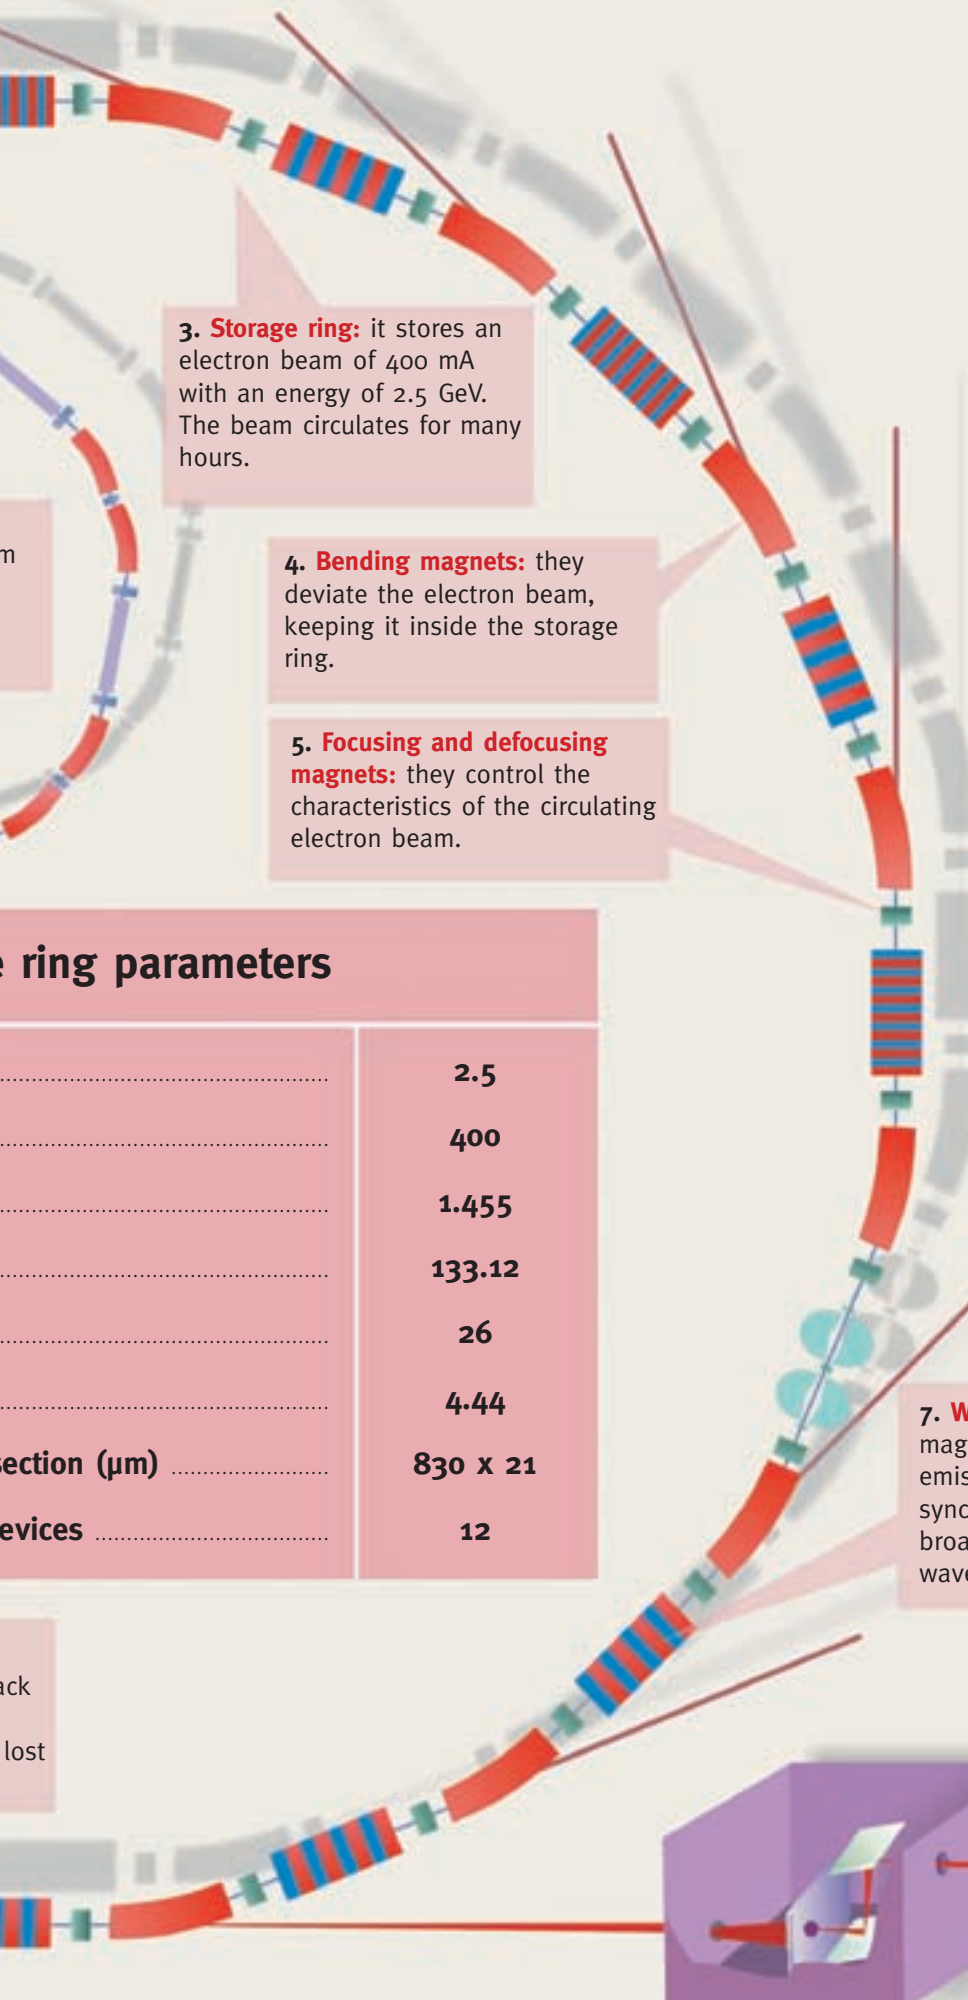 3. Storage ring: it stores an
electron beam of 400 mA
with an energy of 2.5 GeV.
The beam circulates for many
hours.
m
4. Bending magnets: they
deviate the electron beam,
keeping it inside the storage
ring.
5. Focusing and defocusing
magnets: they control the
characteristics of the circulating
electron beam.
e ring parameters
2.5
400
1.455
133.12
26
4.44
section (µm) 830 x 21
evices 12
7. W
mag
emis
sync
broa
wave
ack
lost